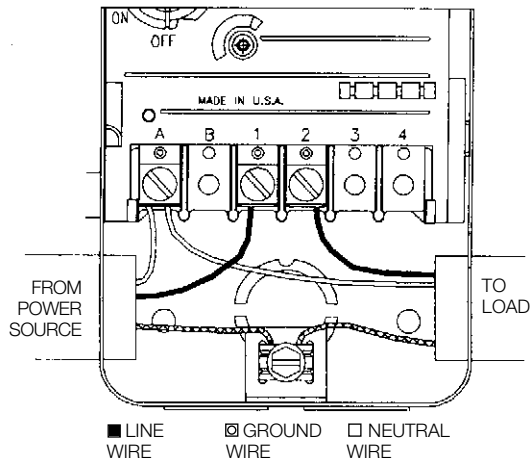 ON
OFF
MADE IN U.S.A.
A B 1 2 3 4
FROM
POWER
SOURCE
TO
LOAD
LINE
WIRE
GROUND
WIRE
NEUTRAL
WIRE